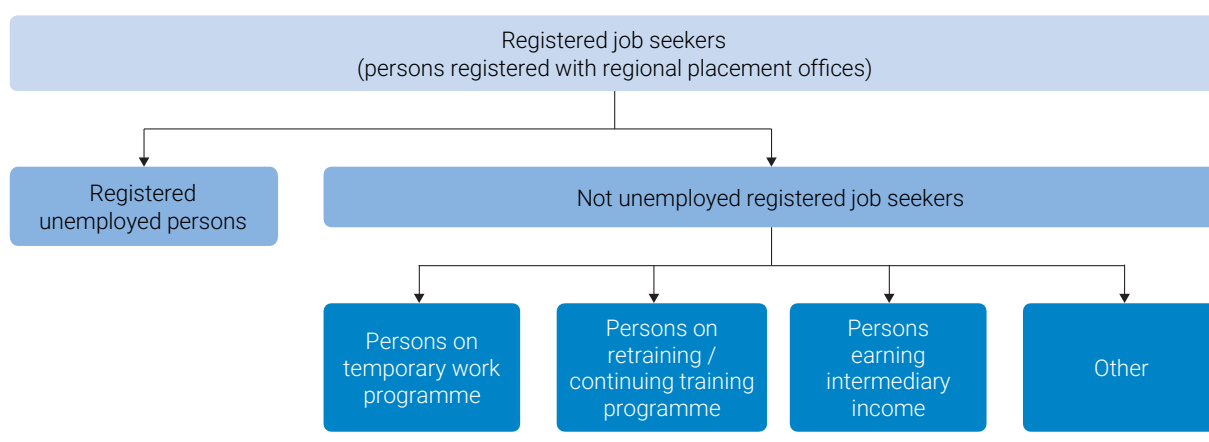 Registered job seekers
(persons registered with regional placement offices)
Registered
unemployed persons
Not unemployed registered job seekers
Persons on
temporary work
programme
Persons on
retraining /
continuing training
programme
Persons
earning
intermediary
income
Other